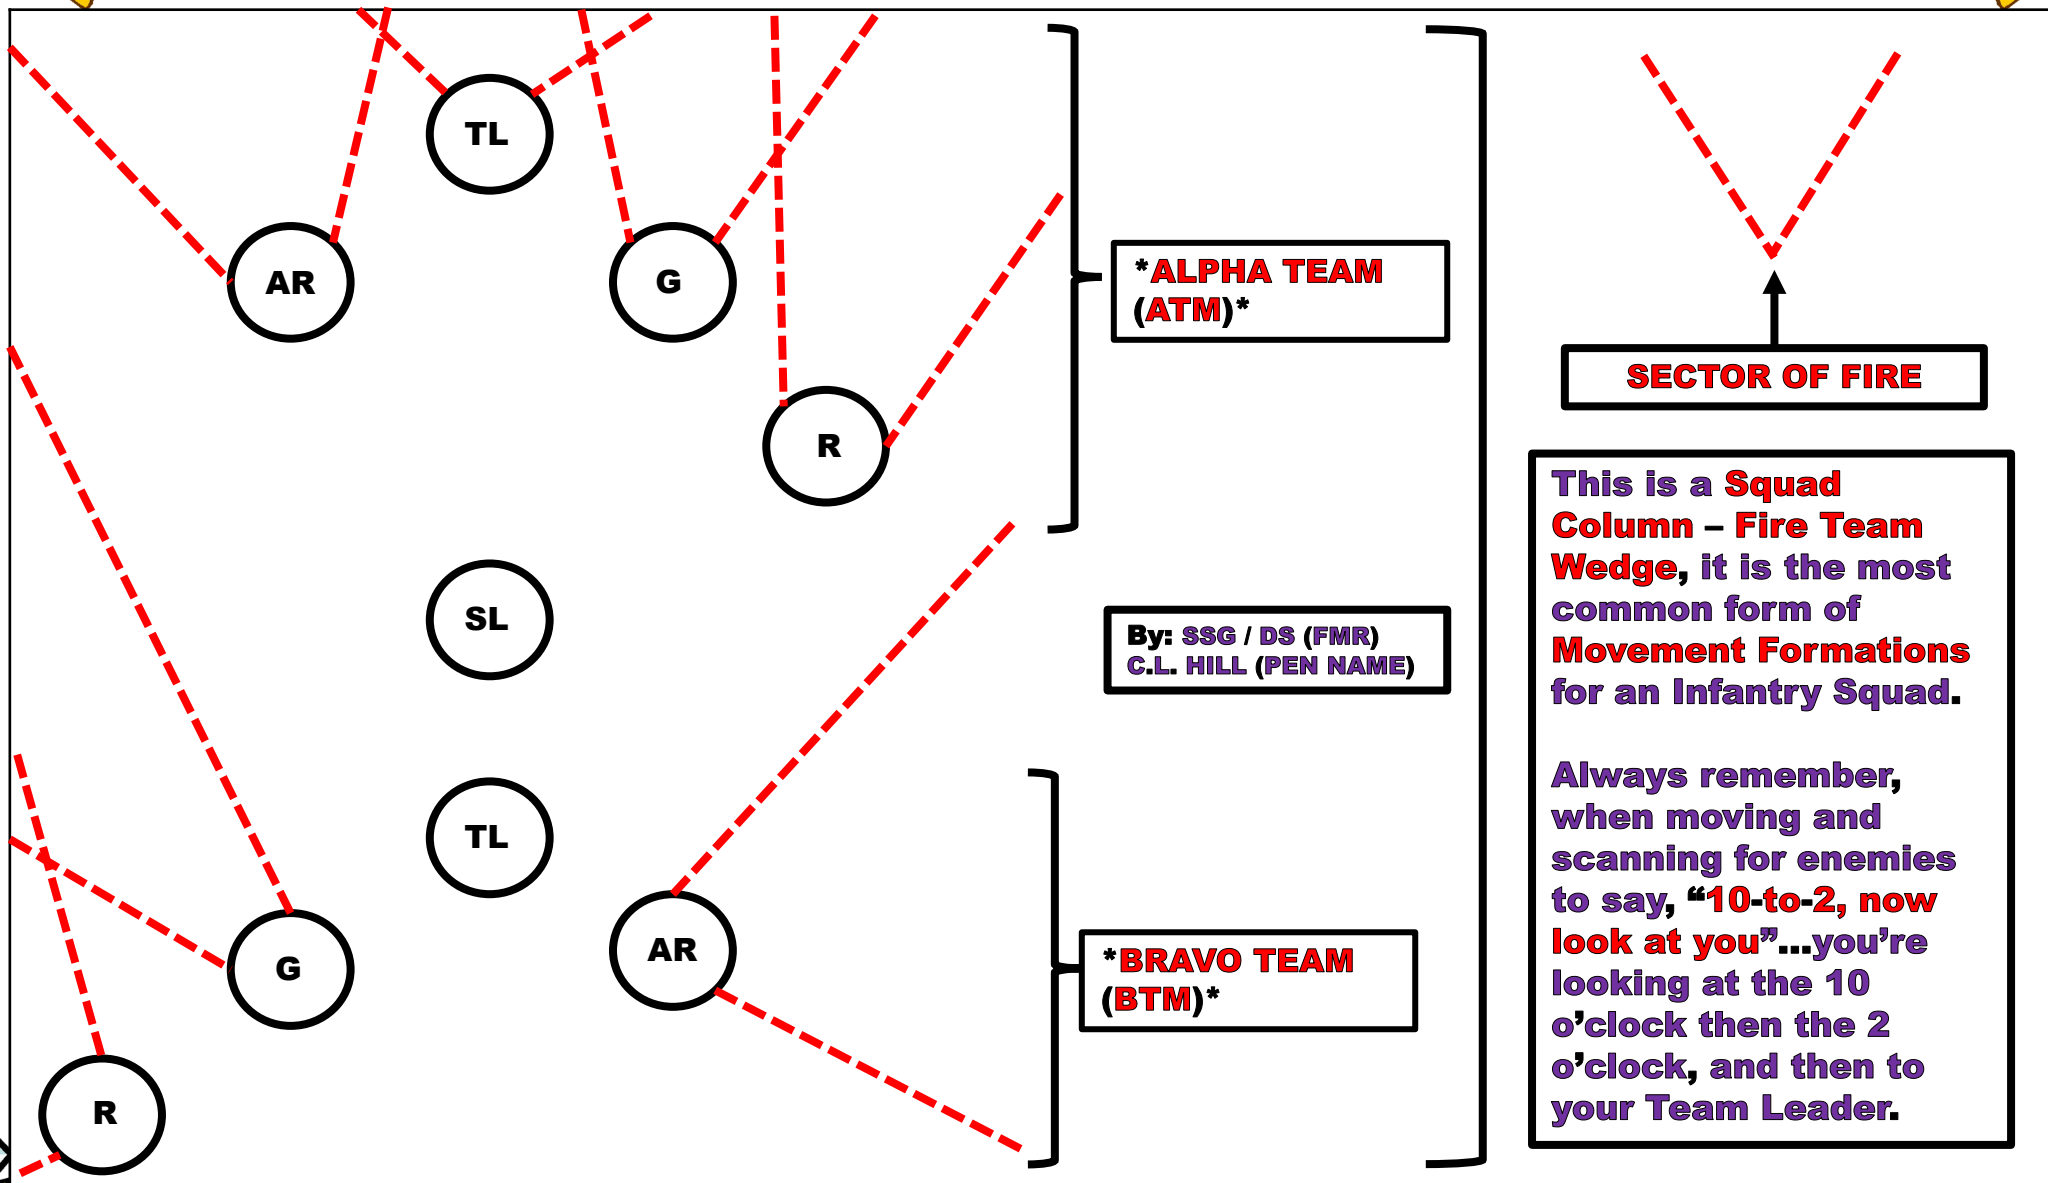 TL
AR
G
R
*ALPHA TEAM
(ATM)*
SL
By: SSG / DS (FMR)
C.L. HILL (PEN NAME)
TL
AR
G
R
*BRAVO TEAM
(BTM)*
SECTOR OF FIRE
This is a Squad
Column – Fire Team
Wedge, it is the most
common form of
Movement Formations
for an Infantry Squad.
Always remember,
when moving and
scanning for enemies
to say, “10-to-2, now
look at you”...you’re
looking at the 10
o’clock then the 2
o’clock, and then to
your Team Leader.